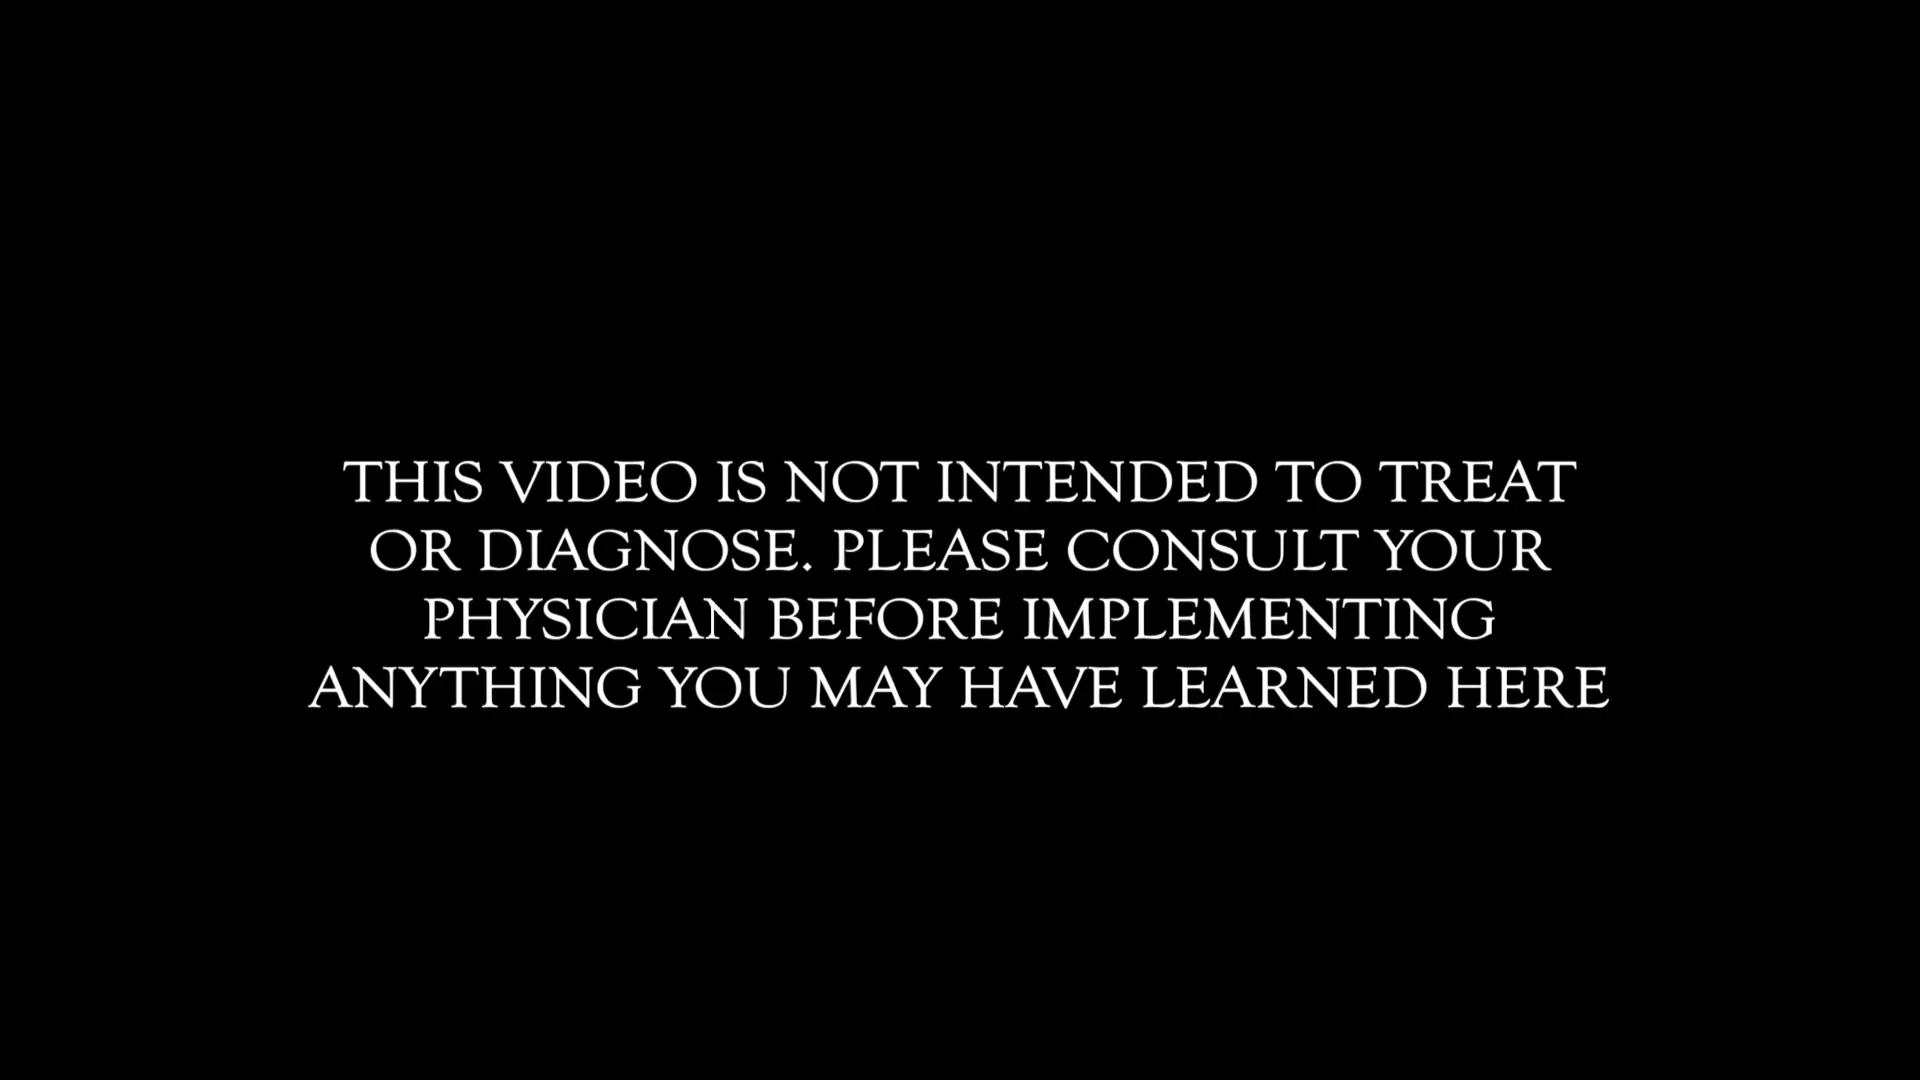 THIS VIDEO IS NOT INTENDED TO TREAT
OR DIAGNOSE. PLEASE CONSULT YOUR
PHYSICIAN BEFORE IMPLEMENTING
ANYTHING YOU MAY HAVE LEARNED HERE